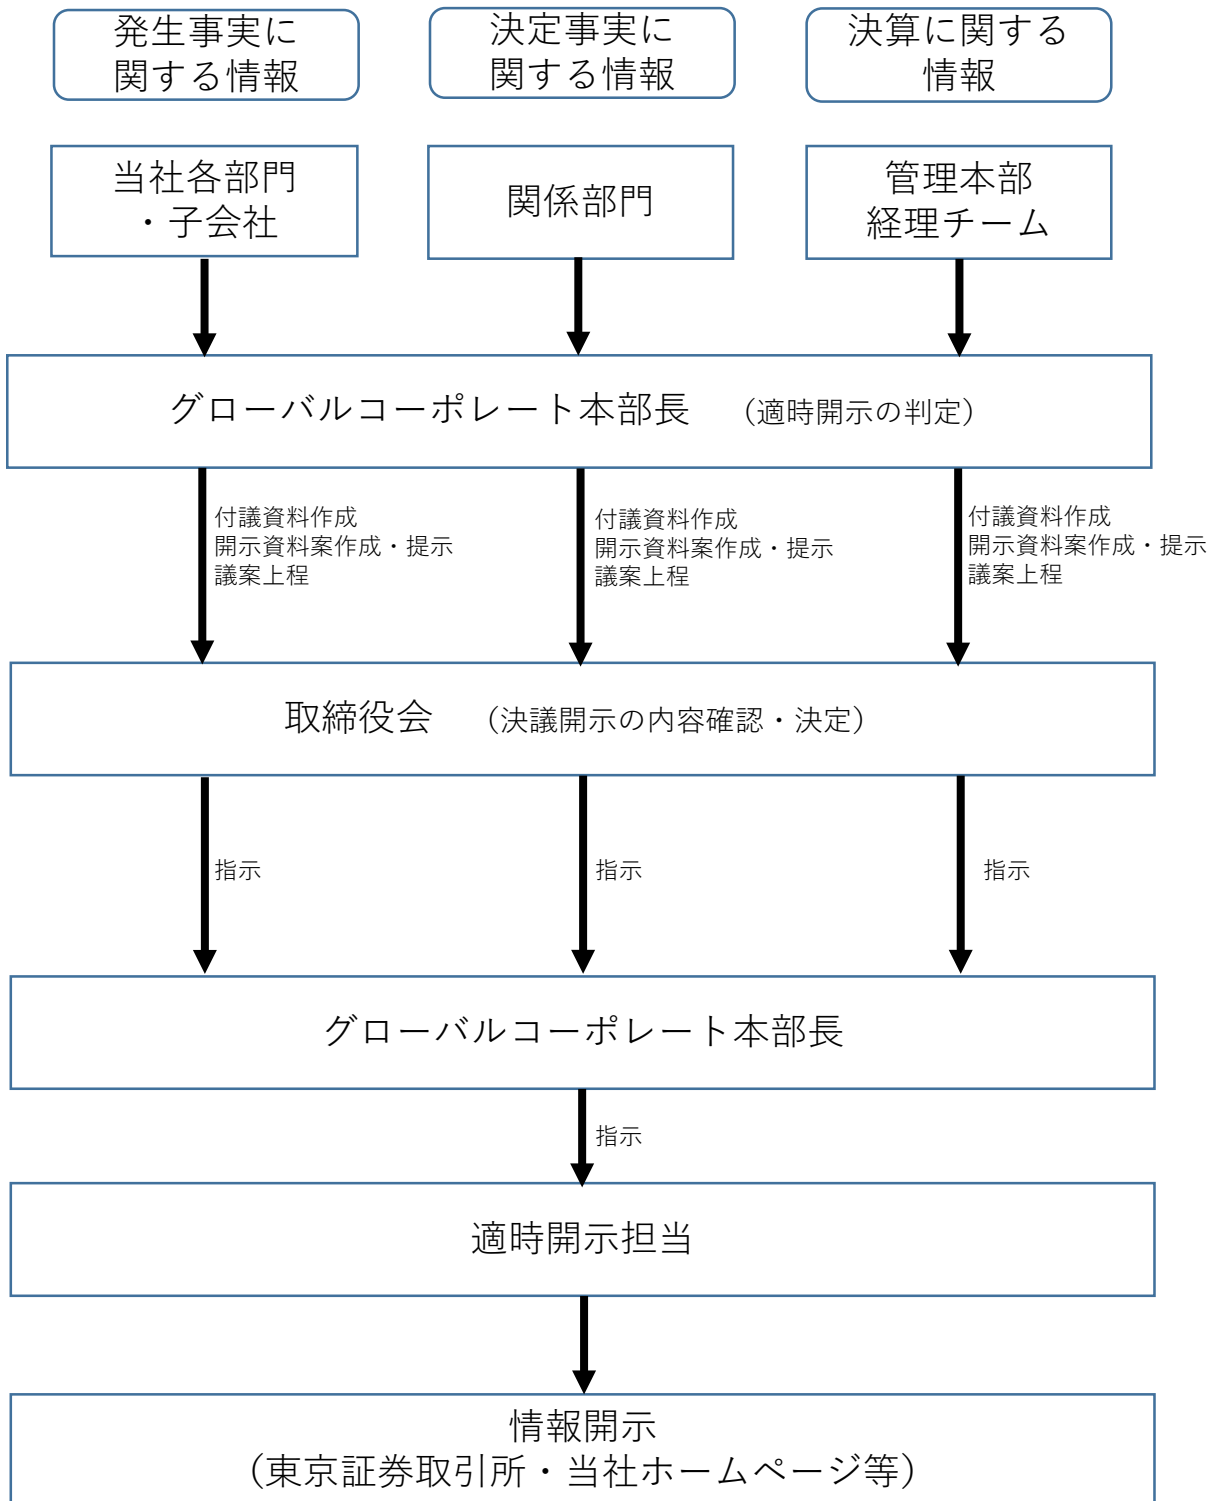 発生事実に
関する情報
決定事実に
関する情報
決算に関する
情報
当社各部門
・子会社
関係部門
管理本部
経理チーム
グローバルコーポレート本部長 （適時開示の判定）
付議資料作成
開示資料案作成・提示
議案上程
付議資料作成
開示資料案作成・提示
議案上程
付議資料作成
開示資料案作成・提示
議案上程
取締役会 （決議開示の内容確認・決定）
指示
指示
指示
グローバルコーポレート本部長
指示
適時開示担当
情報開示
（東京証券取引所・当社ホームページ等）